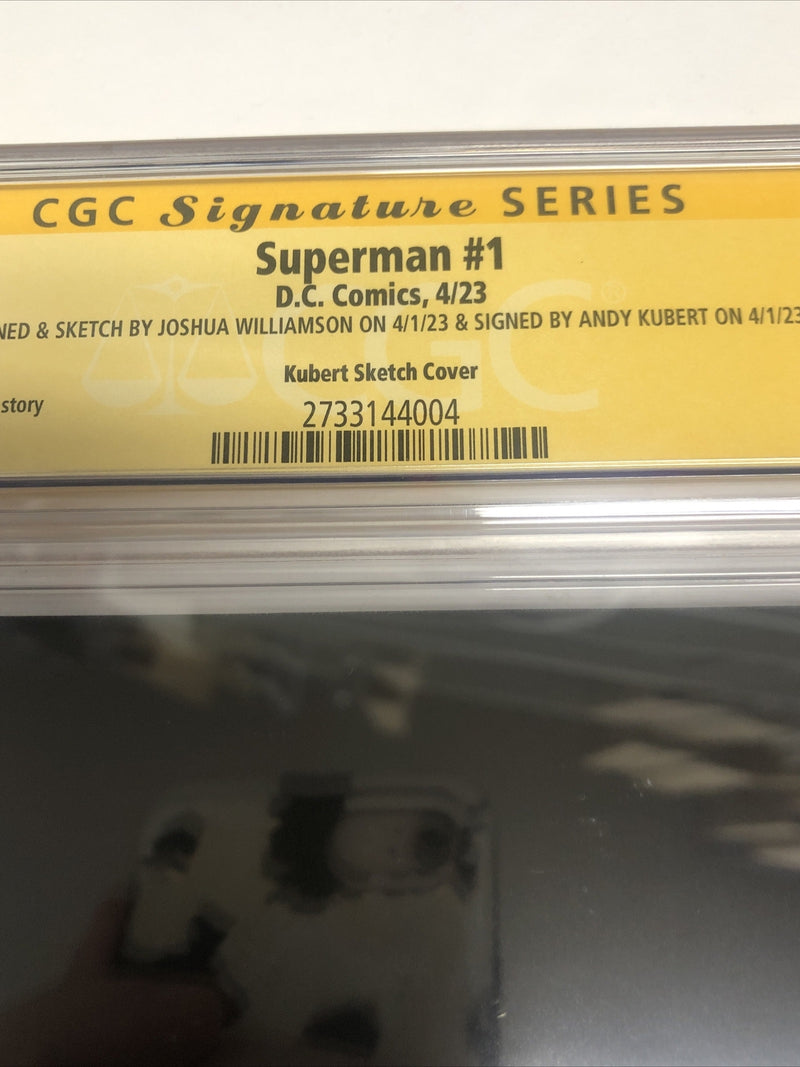 CGC Signature SERIES
Superman #1
D.C. Comics, 4/23
NED & SKETCH BY JOSHUA WILLIAMSON ON 4/1/23 & SIGNED BY ANDY KUBERT ON 4/1/23
Kubert Sketch Cover
story
2733144004
CGC
®